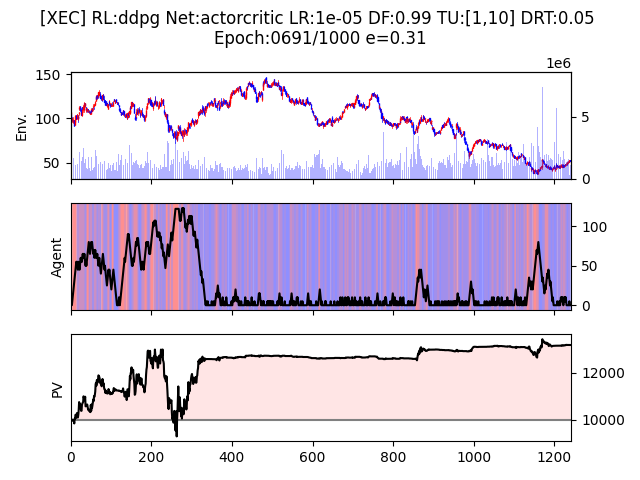 [XEC] RL:ddpg Net:actorcritic LR:1e-05 DF:0.99 TU:[1,10] DRT:0.05
Epoch:0691/1000 e=0.31
1e6
150
100
50
Env.
5
0
Agent
100
50
0
PV
12000
10000
0 200 400 600 800 1000 1200